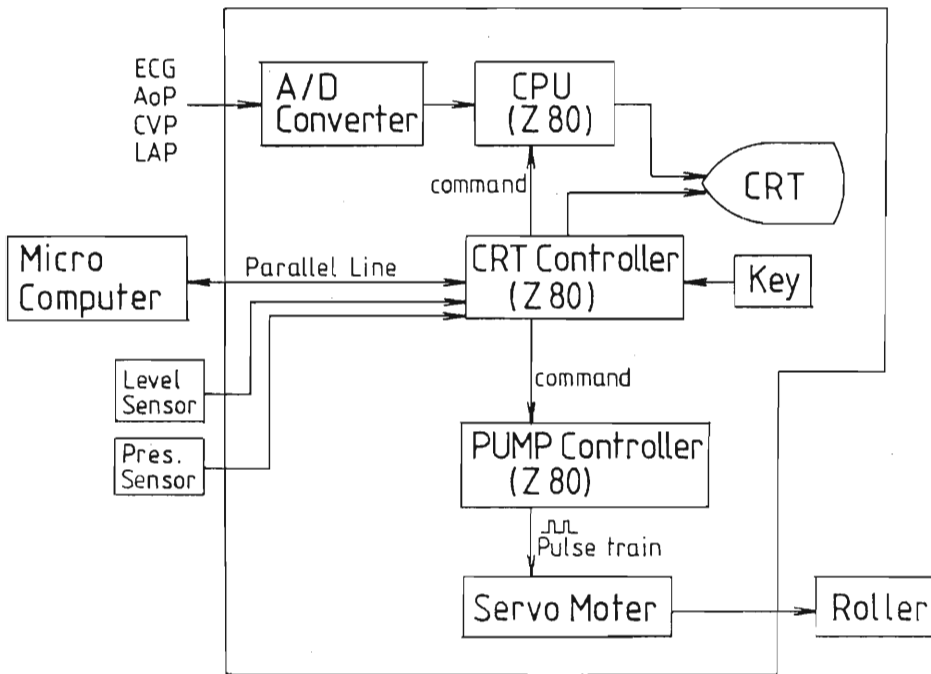 ECG
AoP
CVP
LAP
A/D
Converter
CPU
(Z 80)
command
CRT
Micro
Computer
Parallel Line
CRT Controller
(Z 80)
Key
Level
Sensor
command
Pres.
Sensor
PUMP Controller
(Z 80)
Pulse train
Servo Moter
Roller